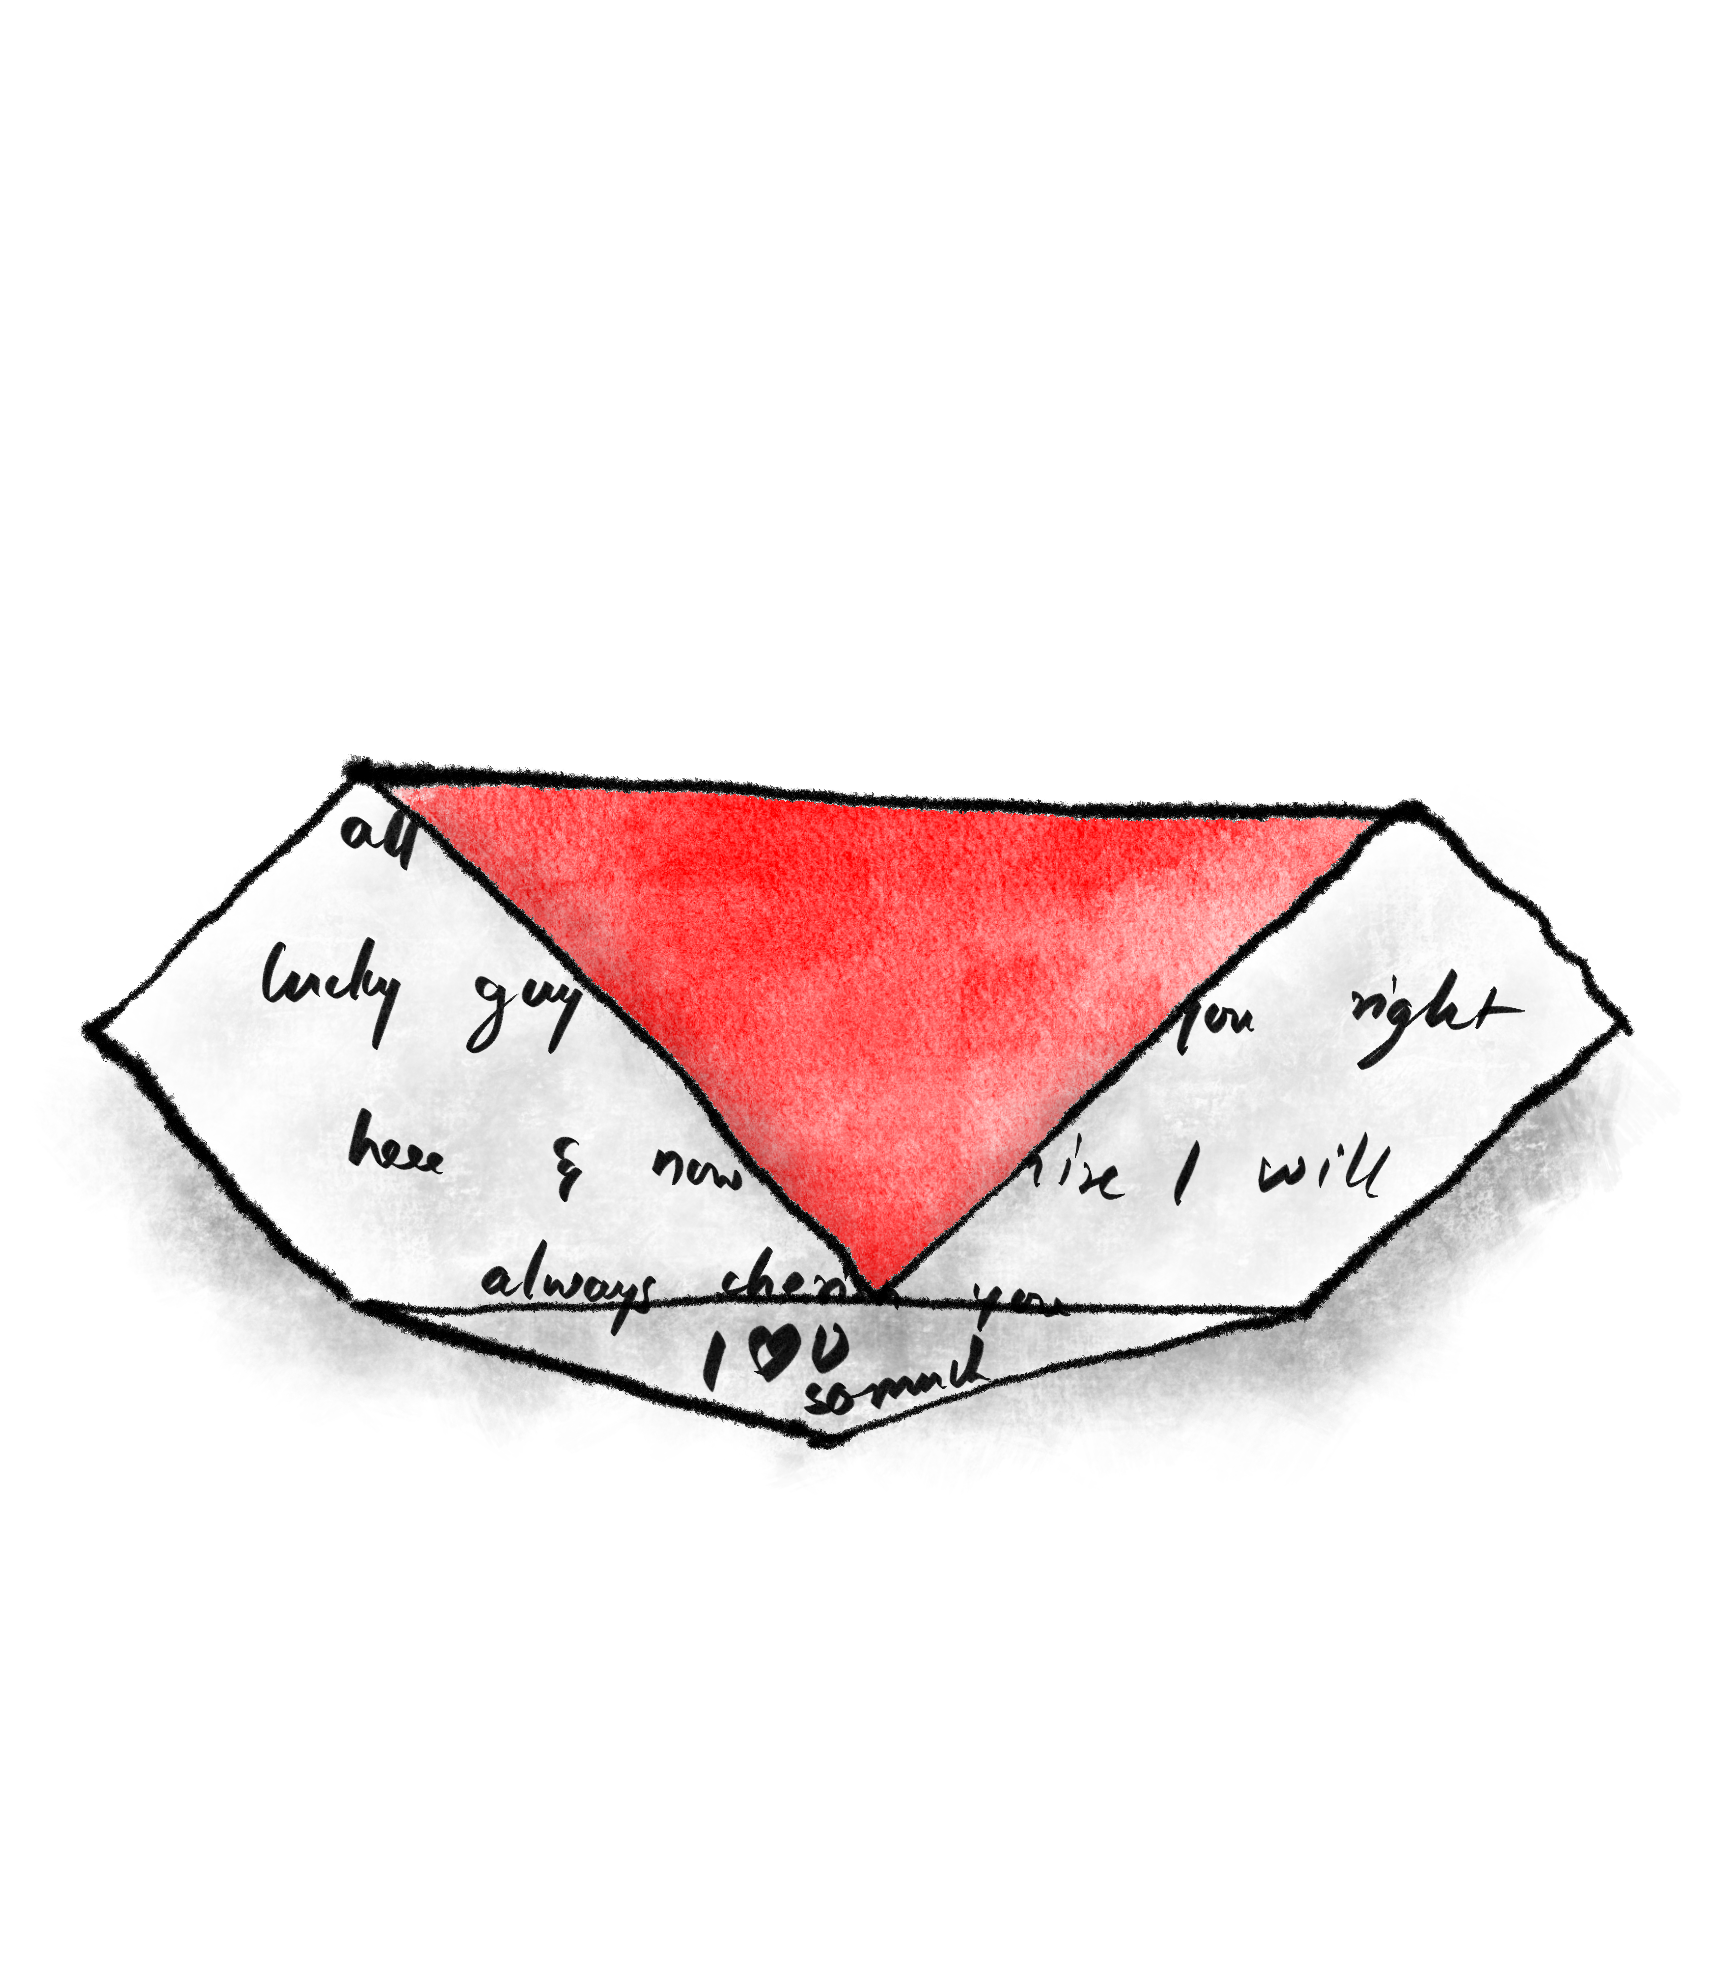 all
lucky guy you right
here & now I will
always you
I ♥ U
so much